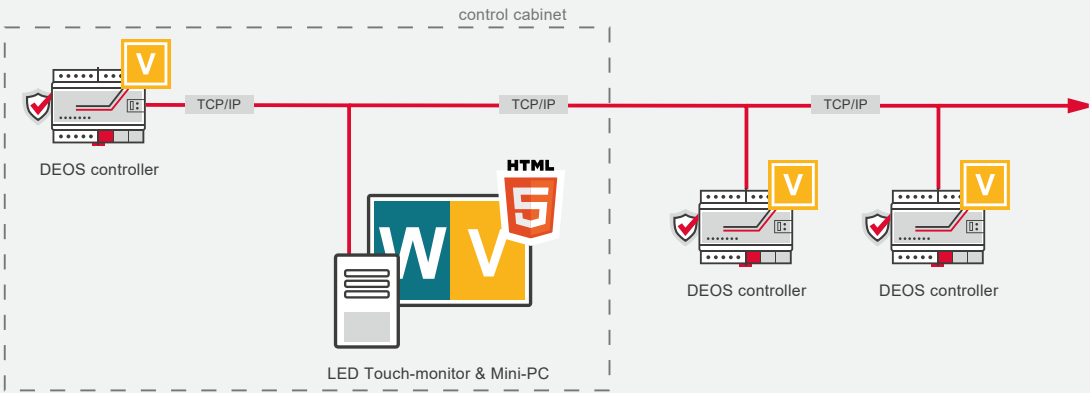 control cabinet
V
TCP/IP
TCP/IP
TCP/IP
DEOS controller
HTML
5
W V
V
V
DEOS controller
DEOS controller
LED Touch-monitor & Mini-PC